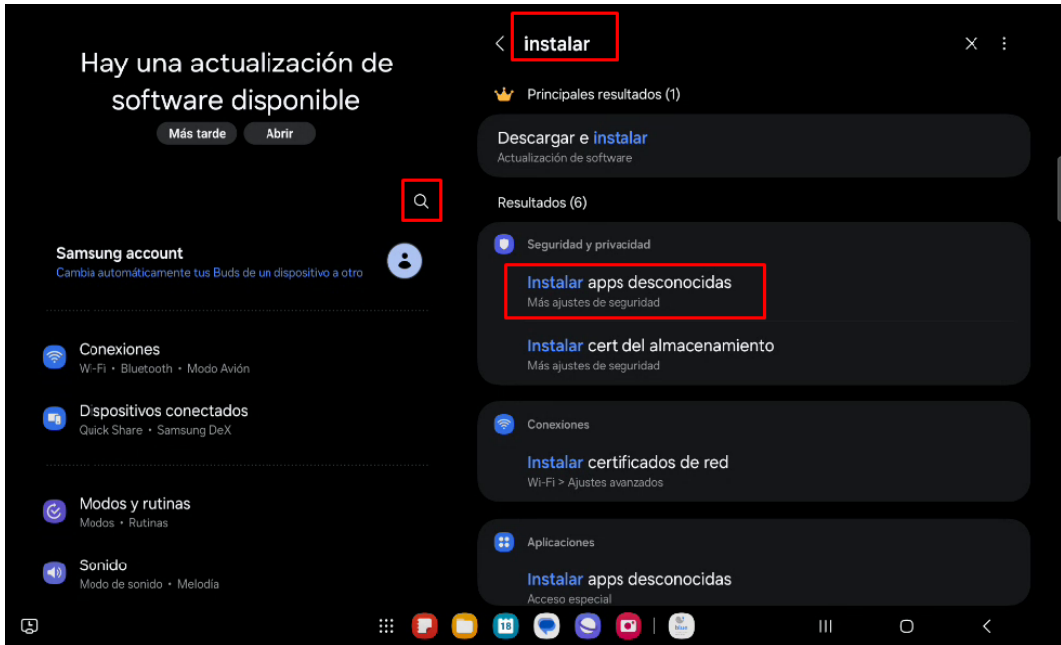 Hay una actualización de
software disponible
Más tarde Abrir
Samsung account
Cambia automáticamente tus Buds de un dispositivo a otro
Conexiones
Wi-Fi • Bluetooth • Modo Avión
Dispositivos conectados
Quick Share • Samsung DeX
Modos y rutinas
Modos • Rutinas
Sonido
Modo de sonido • Melodía
instalar
Principales resultados (1)
Descargar e instalar
Actualización de software
Resultados (6)
Seguridad y privacidad
Instalar apps desconocidas
Más ajustes de seguridad
Instalar cert del almacenamiento
Más ajustes de seguridad
Conexiones
Instalar certificados de red
Wi-Fi > Ajustes avanzados
Aplicaciones
Instalar apps desconocidas
Acceso especial
18